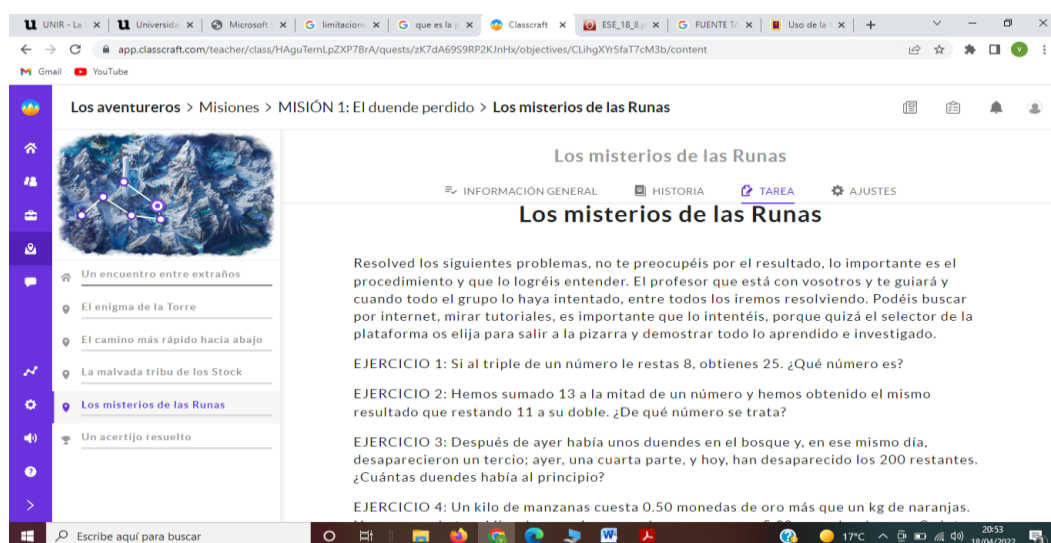 UNIR - La
Universida
Microsoft
limitacione
que es la p
Classcraft
ESE_18_8.p
FUENTE TA
Uso de la
app.classcraft.com/teacher/class/HAguTernLpZXP7BrA/quests/zK7dA69S9RP2KJnHx/objectives/CLihgXYr5faT7cM3b/content
Gmail YouTube
Los aventureros > Misiones > MISIÓN 1: El duende perdido > Los misterios de las Runas
Un encuentro entre extraños
El enigma de la Torre
El camino más rápido hacia abajo
La malvada tribu de los Stock
Los misterios de las Runas
Un acertijo resuelto
Los misterios de las Runas
INFORMACIÓN GENERAL HISTORIA TAREA AJUSTES
Los misterios de las Runas
Resolved los siguientes problemas, no te preocupéis por el resultado, lo importante es el
procedimiento y que lo logréis entender. El profesor que está con vosotros y te guiará y
cuando todo el grupo lo haya intentado, entre todos los iremos resolviendo. Podéis buscar
por internet, mirar tutoriales, es importante que lo intentéis, porque quizá el selector de la
plataforma os elija para salir a la pizarra y demostrar todo lo aprendido e investigado.
EJERCICIO 1: Si al triple de un número le restas 8, obtienes 25. ¿Qué número es?
EJERCICIO 2: Hemos sumado 13 a la mitad de un número y hemos obtenido el mismo
resultado que restando 11 a su doble. ¿De qué número se trata?
EJERCICIO 3: Después de ayer había unos duendes en el bosque y, en ese mismo día,
desaparecieron un tercio; ayer, una cuarta parte, y hoy, han desaparecido los 200 restantes.
¿Cuántas duendes había al principio?
EJERCICIO 4: Un kilo de manzanas cuesta 0.50 monedas de oro más que un kg de naranjas.
Escribe aquí para buscar
17°C
20:53
18/04/2022